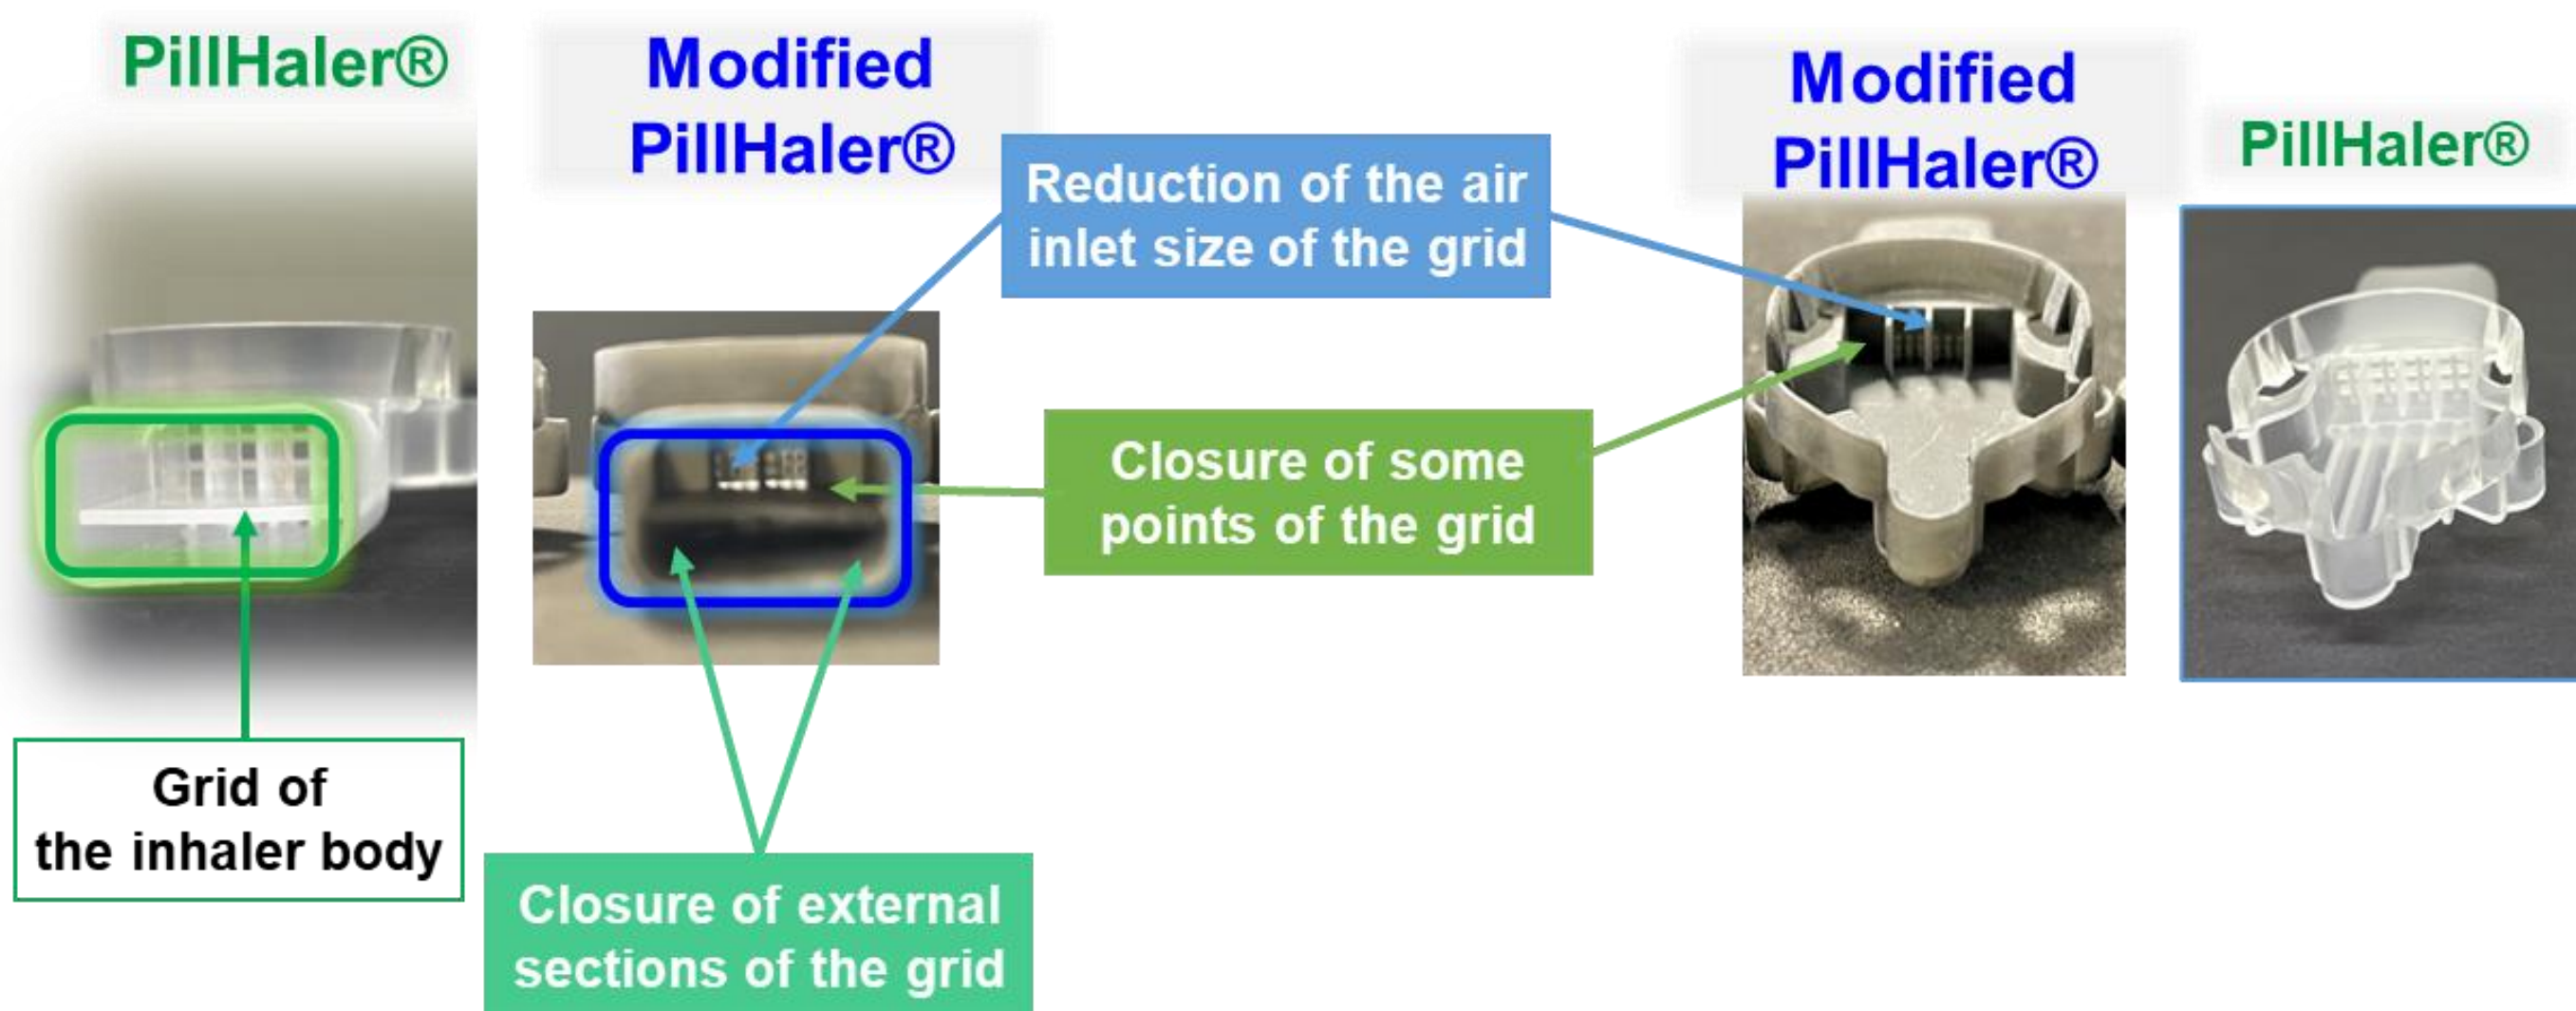 PillHaler®
Modified
PillHaler®
Modified
PillHaler®
PillHaler®
Reduction of the air
inlet size of the grid
Closure of some
points of the grid
Grid of
the inhaler body
Closure of external
sections of the grid